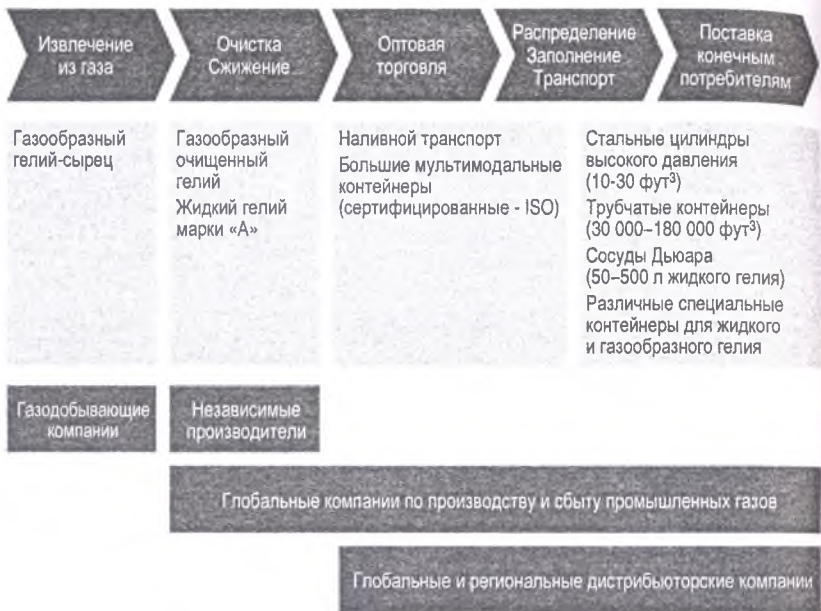 Извлечение
из газа
Очистка
Сжижение
Оптовая
торговля
Распределение
Заполнение
Транспорт
Поставка
конечным
потребителям
Газообразный
гелий-сырец
Газообразный
очищенный
гелий
Жидкий гелий
марки «А»
Наливной транспорт
Большие мультимодальные
контейнеры
(сертифицированные - ISO)
Стальные цилиндры
высокого давления
(10-30 фут³)
Трубчатые контейнеры
(30 000–180 000 фут³)
Сосуды Дьюара
(50–500 л жидкого гелия)
Различные специальные
контейнеры для жидкого
и газообразного гелия
Газодобывающие
компании
Независимые
производители
Глобальные компании по производству и сбыту промышленных газов
Глобальные и региональные дистрибьюторские компании